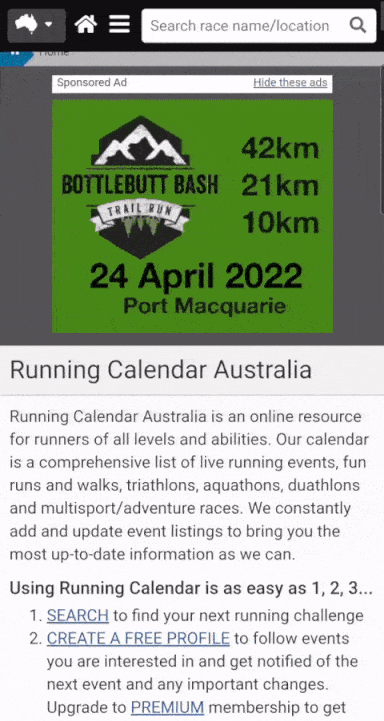 Search race name/location
Home
Sponsored Ad
Hide these ads
BOTTLEBUTT BASH
TRAIL RUN
42km
21km
10km
24 April 2022
Port Macquarie
Running Calendar Australia
Running Calendar Australia is an online resource
for runners of all levels and abilities. Our calendar
is a comprehensive list of live running events, fun
runs and walks, triathlons, aquathons, duathlons
and multisport/adventure races. We constantly
add and update event listings to bring you the
most up-to-date information as we can.
Using Running Calendar is as easy as 1, 2, 3...
1. SEARCH to find your next running challenge
2. CREATE A FREE PROFILE to follow events
you are interested in and get notified of the
next event and any important changes.
Upgrade to PREMIUM membership to get